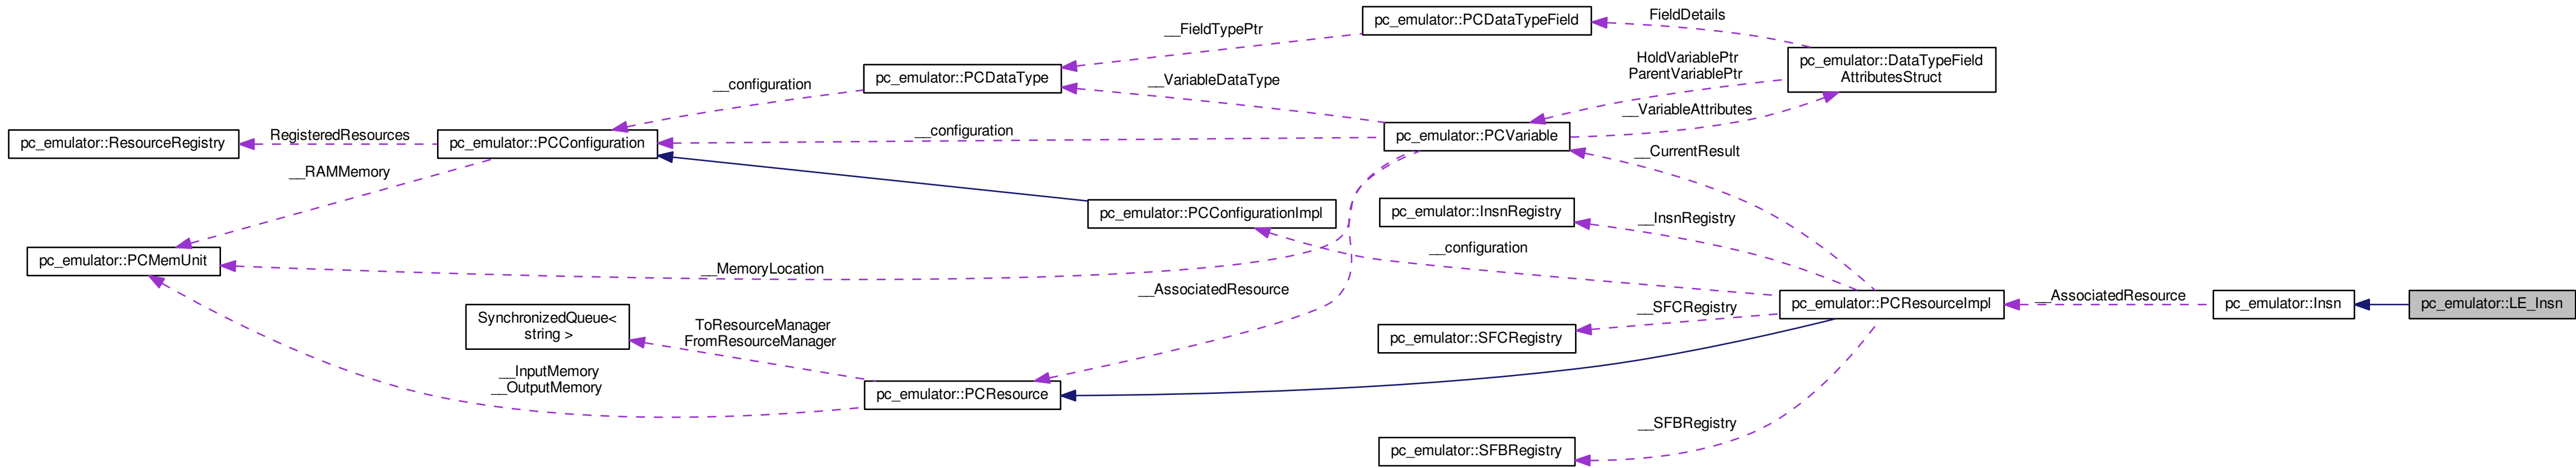 pc_emulator::PCDataTypeField
FieldDetails
__FieldTypePtr
HoldVariablePtr
ParentVariablePtr
pc_emulator::DataTypeField
AttributesStruct
pc_emulator::PCDataType
__VariableDataType
__configuration
__VariableAttributes
RegisteredResources
__configuration
pc_emulator::PCVariable
pc_emulator::ResourceRegistry
pc_emulator::PCConfiguration
__CurrentResult
__RAMMemory
pc_emulator::PCConfigurationImpl
pc_emulator::InsnRegistry
__InsnRegistry
__configuration
pc_emulator::PCMemUnit
__MemoryLocation
__AssociatedResource
__AssociatedResource
pc_emulator::PCResourceImpl
pc_emulator::Insn
pc_emulator::LE_Insn
__SFCRegistry
SynchronizedQueue<
string >
ToResourceManager
FromResourceManager
pc_emulator::SFCRegistry
__InputMemory
__OutputMemory
pc_emulator::PCResource
__SFBRegistry
pc_emulator::SFBRegistry